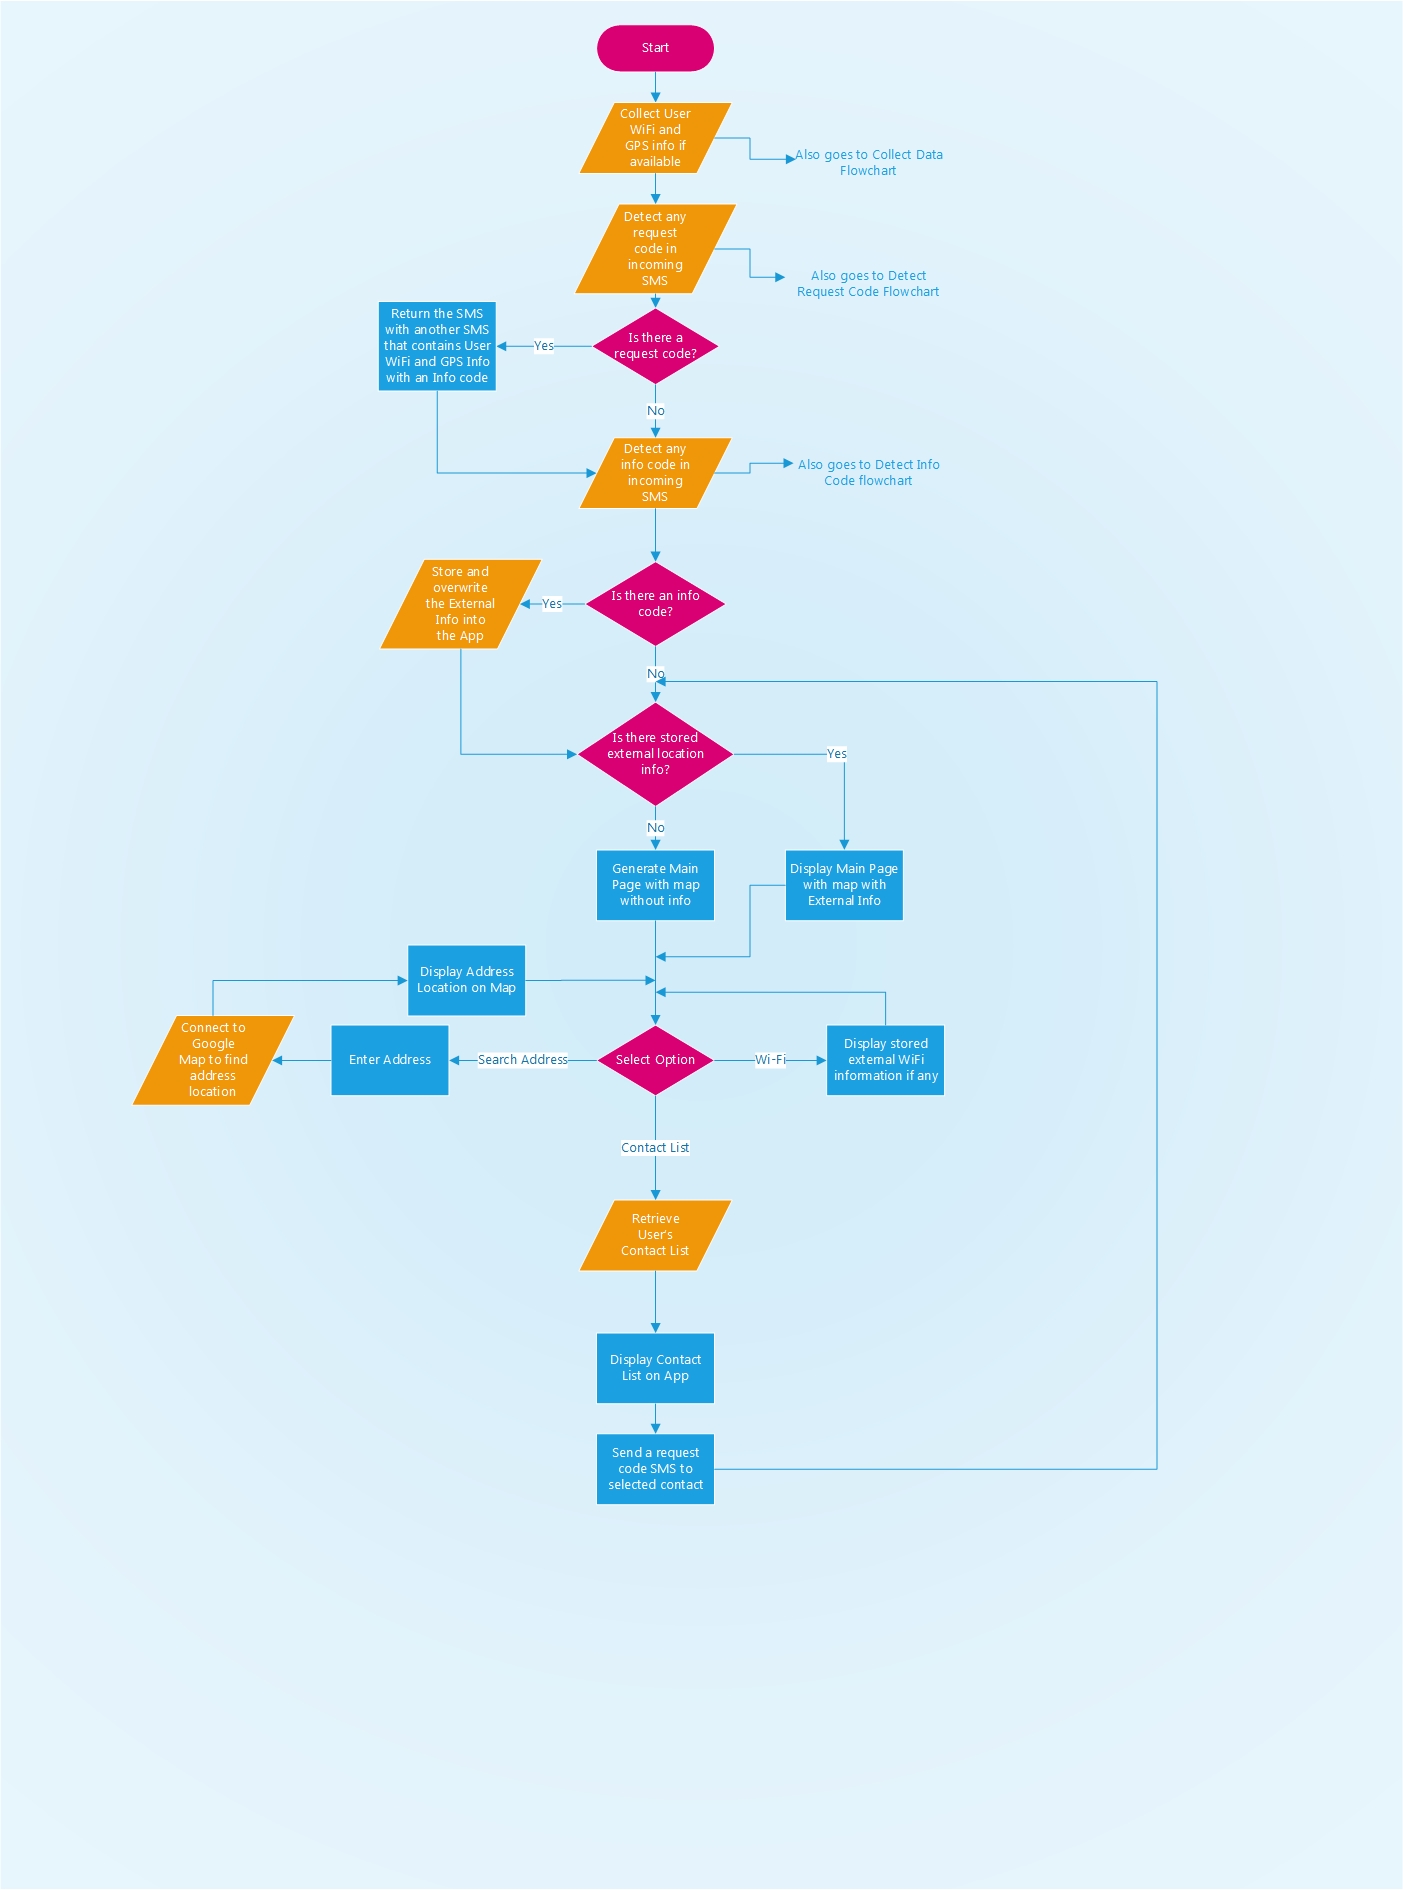 Start
Collect User
WiFi and
GPS info if
available
Also goes to Collect Data
Flowchart
Detect any
request
code in
incoming
SMS
Also goes to Detect
Request Code Flowchart
Return the SMS
with another SMS
that contains User
WiFi and GPS Info
with an Info code
Yes
Is there a
request code?
No
Detect any
info code in
incoming
SMS
Also goes to Detect Info
Code flowchart
Store and
overwrite
the External
Info into
the App
Yes
Is there an info
code?
No
Is there stored
external location
info?
Yes
No
Generate Main
Page with map
without info
Display Main Page
with map with
External Info
Display Address
Location on Map
Connect to
Google
Map to find
address
location
Enter Address
Search Address
Select Option
Wi-Fi
Display stored
external WiFi
information if any
Contact List
Retrieve
User's
Contact List
Display Contact
List on App
Send a request
code SMS to
selected contact